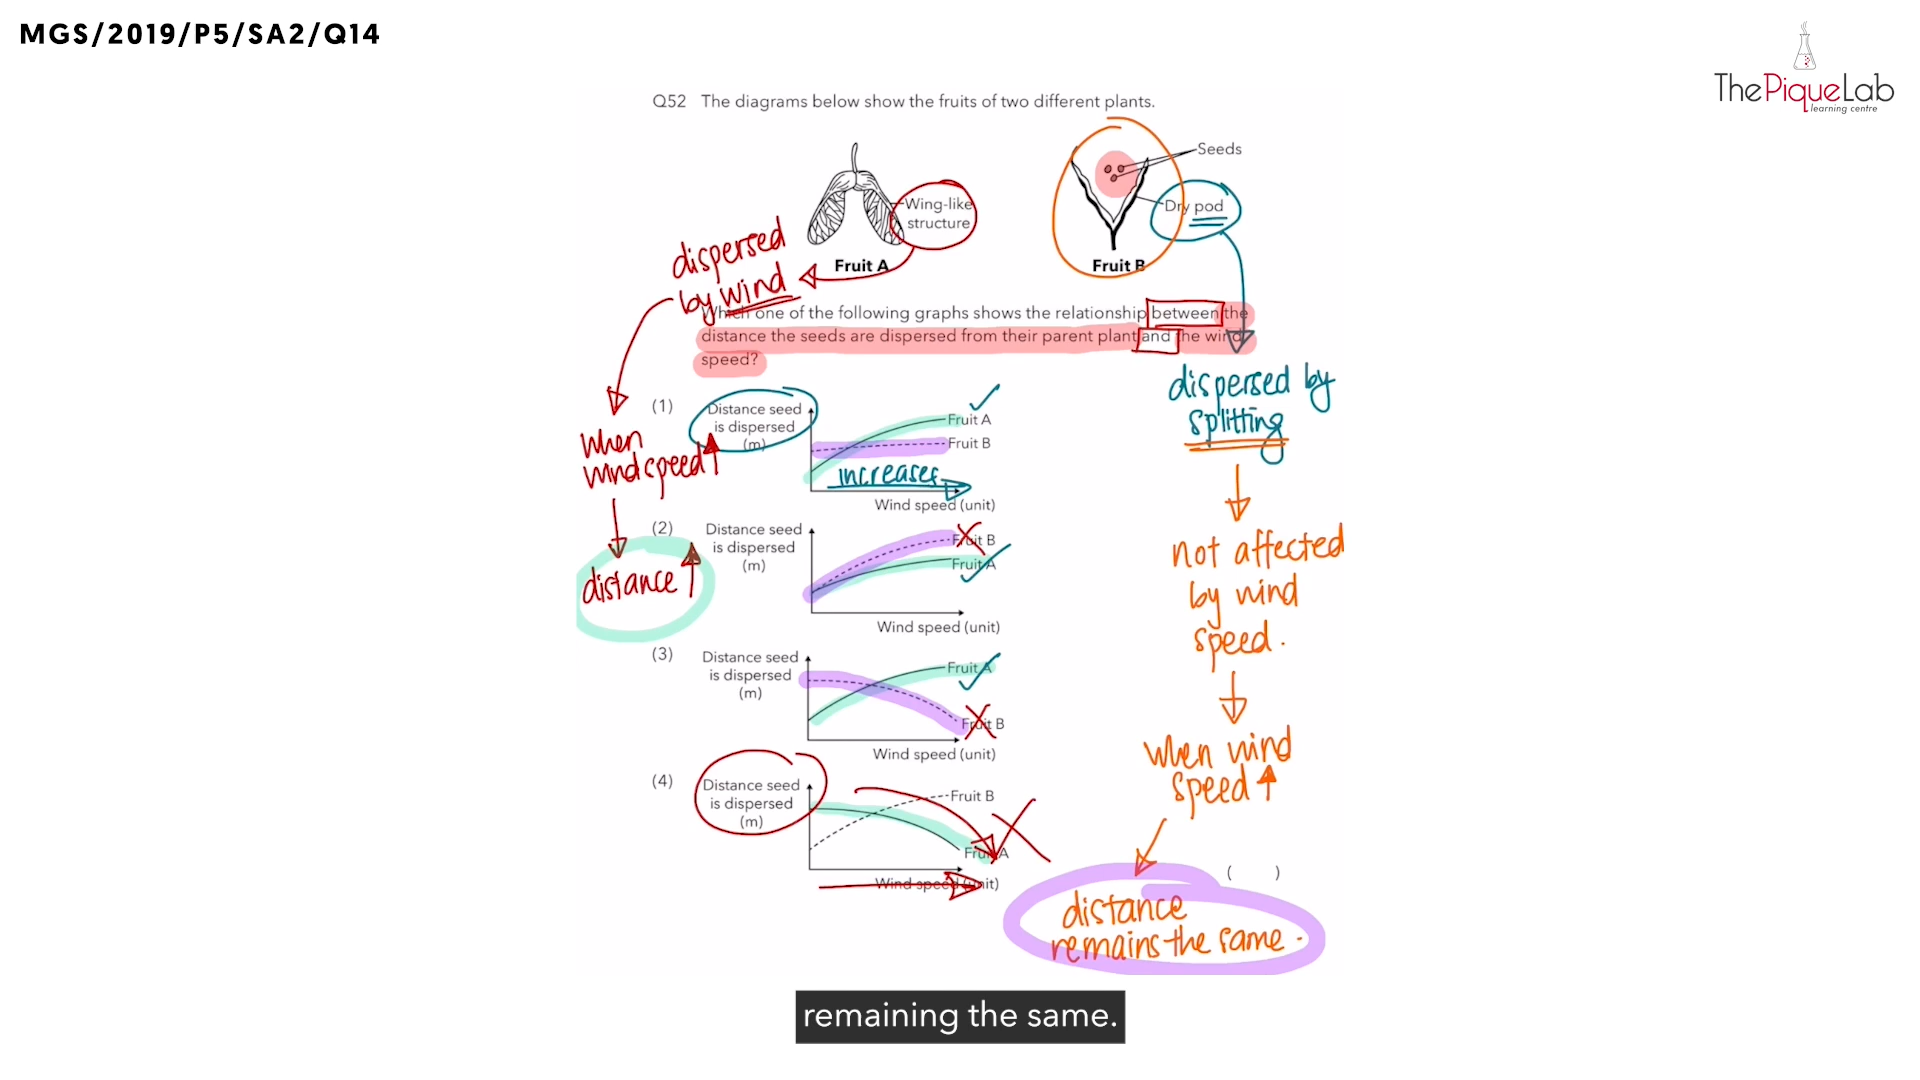 MGS/2019/P5/SA2/Q14
ThePiqueLab
learning centre
Q52 The diagrams below show the fruits of two different plants.
Seeds
Wing-like
structure
Dry pod
Fruit A
Fruit B
dispersed
by wind
Which one of the following graphs shows the relationship between the
distance the seeds are dispersed from their parent plant and the wind
speed?
when
wind speed ↑
distance ↑
dispersed by
splitting
not affected
by wind
speed.
when wind
speed ↑
distance
remains the same.
(1)
Distance seed
is dispersed
(m)
Fruit A
Fruit B
increases
Wind speed (unit)
(2)
Distance seed
is dispersed
(m)
Fruit B
Fruit A
Wind speed (unit)
(3)
Distance seed
is dispersed
(m)
Fruit A
Fruit B
Wind speed (unit)
(4)
Distance seed
is dispersed
(m)
Fruit B
Fruit A
Wind speed (unit)
( )
remaining the same.